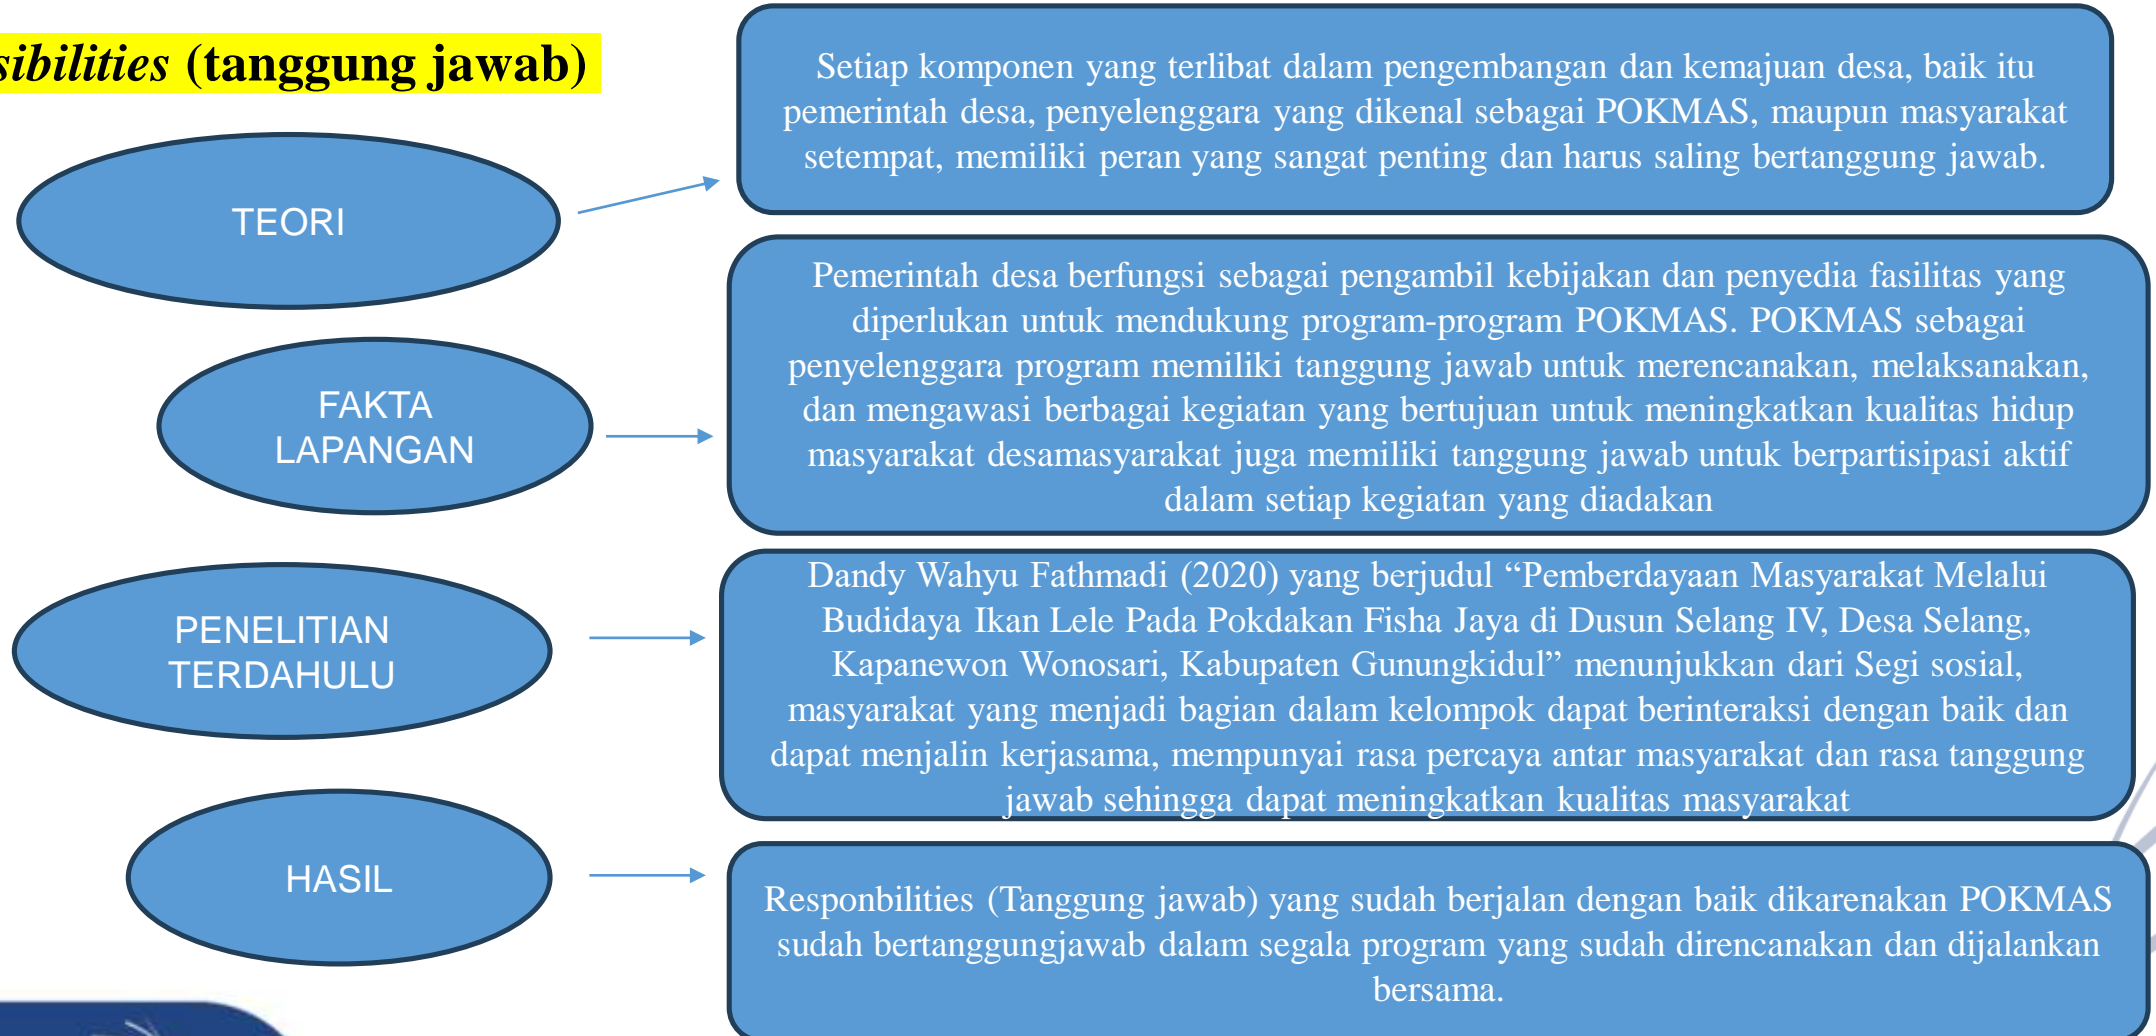 sibilities (tanggung jawab)
TEORI
Setiap komponen yang terlibat dalam pengembangan dan kemajuan desa, baik itu
pemerintah desa, penyelenggara yang dikenal sebagai POKMAS, maupun masyarakat
setempat, memiliki peran yang sangat penting dan harus saling bertanggung jawab.
FAKTA
LAPANGAN
Pemerintah desa berfungsi sebagai pengambil kebijakan dan penyedia fasilitas yang
diperlukan untuk mendukung program-program POKMAS. POKMAS sebagai
penyelenggara program memiliki tanggung jawab untuk merencanakan, melaksanakan,
dan mengawasi berbagai kegiatan yang bertujuan untuk meningkatkan kualitas hidup
masyarakat desamasyarakat juga memiliki tanggung jawab untuk berpartisipasi aktif
dalam setiap kegiatan yang diadakan
PENELITIAN
TERDAHULU
Dandy Wahyu Fathmadi (2020) yang berjudul “Pemberdayaan Masyarakat Melalui
Budidaya Ikan Lele Pada Pokdakan Fisha Jaya di Dusun Selang IV, Desa Selang,
Kapanewon Wonosari, Kabupaten Gunungkidul” menunjukkan dari Segi sosial,
masyarakat yang menjadi bagian dalam kelompok dapat berinteraksi dengan baik dan
dapat menjalin kerjasama, mempunyai rasa percaya antar masyarakat dan rasa tanggung
jawab sehingga dapat meningkatkan kualitas masyarakat
HASIL
Responbilities (Tanggung jawab) yang sudah berjalan dengan baik dikarenakan POKMAS
sudah bertanggungjawab dalam segala program yang sudah direncanakan dan dijalankan
bersama.